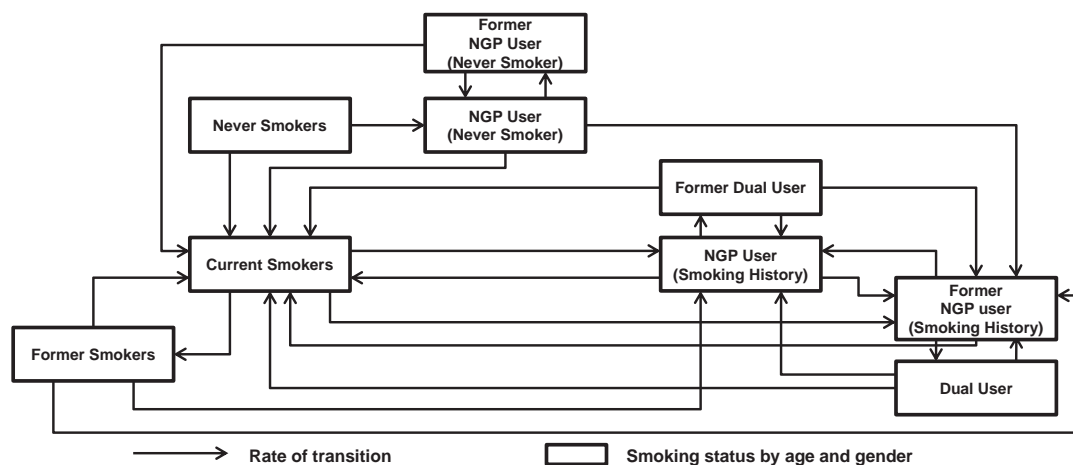 Former
NGP User
(Never Smoker)
Never Smokers
NGP User
(Never Smoker)
Former Dual User
Current Smokers
NGP User
(Smoking History)
Former
NGP user
(Smoking History)
Former Smokers
Dual User
Rate of transition
Smoking status by age and gender